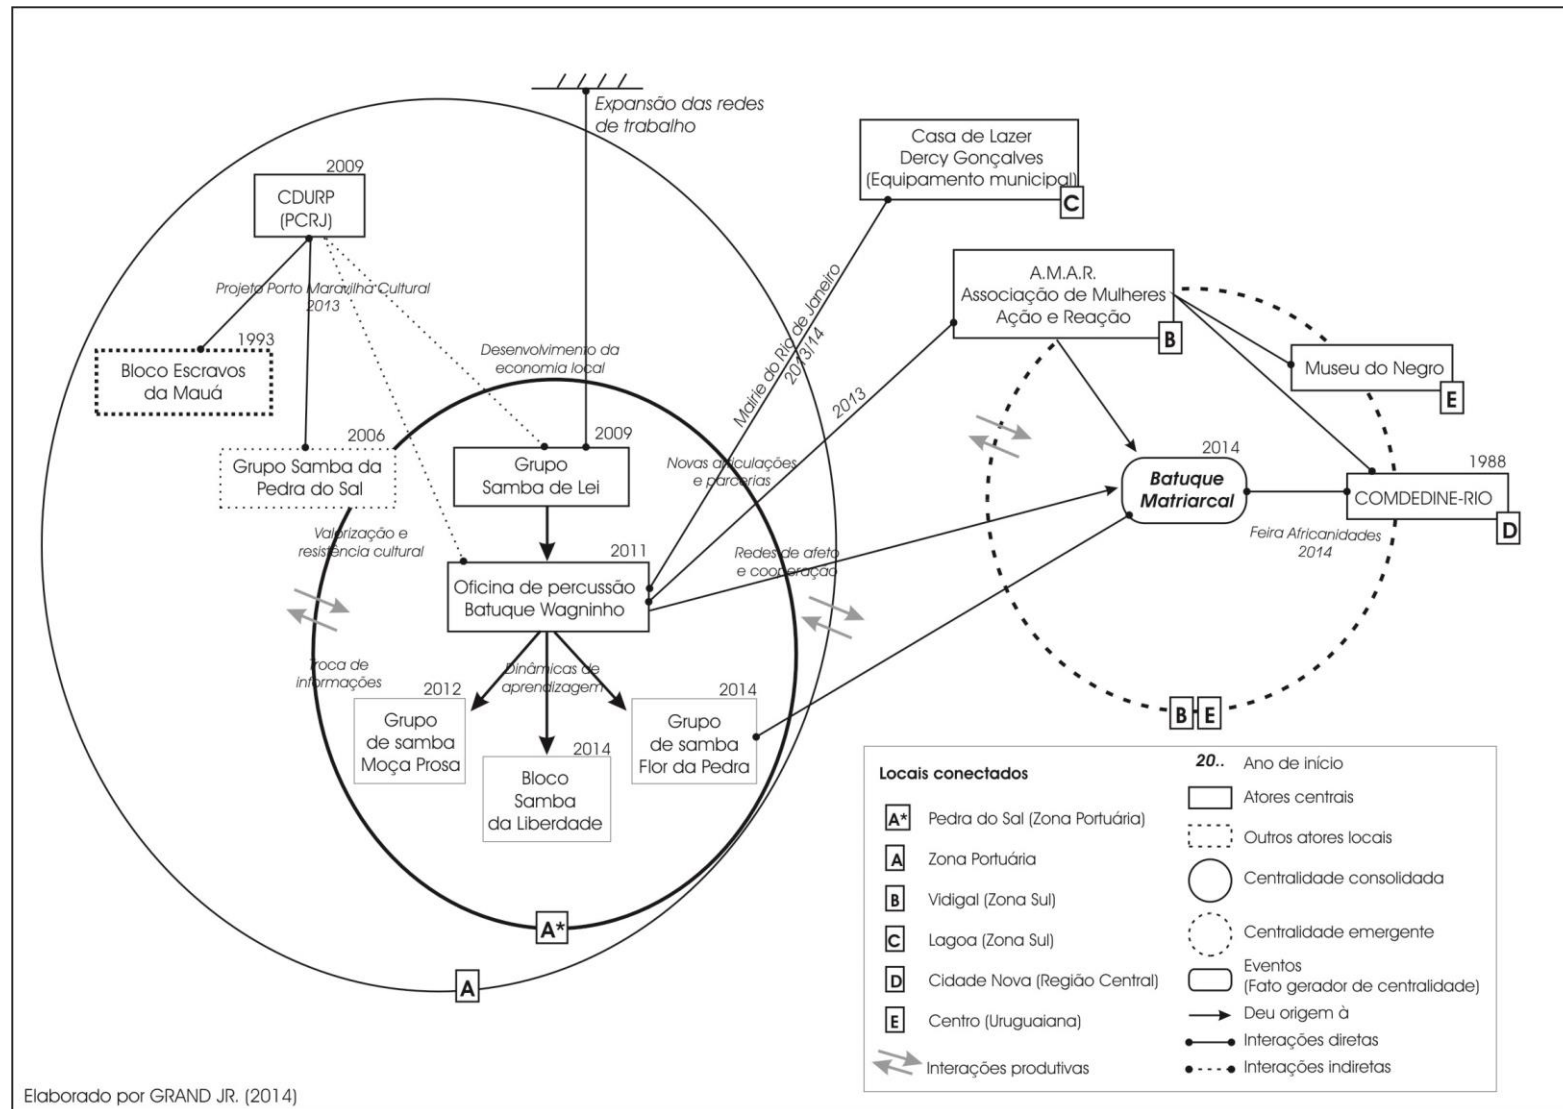 Expansão das redes
de trabalho
2009
CDURP
(PCRJ)
Projeto Porto Maravilha Cultural
2013
1993
Bloco Escravos
da Mauá
2006
Grupo Samba da
Pedra do Sal
Desenvolvimento da
economia local
2009
Grupo
Samba de Lei
Valorização e
resistência cultural
2011
Oficina de percussão
Batuque Wagninho
Troca de
informações
Dinâmicas de
aprendizagem
2012
Grupo
de samba
Moça Prosa
2014
Bloco
Samba
da Liberdade
2014
Grupo
de samba
Flor da Pedra
A*
A
Casa de Lazer
Dercy Gonçalves
(Equipamento municipal)
C
Mairie do Rio de Janeiro
2013/14
2013
Novas articulações
e parcerias
Redes de afeto
e cooperação
A.M.A.R.
Associação de Mulheres
Ação e Reação
B
Museu do Negro
E
2014
Batuque
Matriarcal
1988
COMDEDINE-RIO
D
Feira Africanidades
2014
B E
Locais conectados
A* Pedra do Sal (Zona Portuária)
A Zona Portuária
B Vidigal (Zona Sul)
C Lagoa (Zona Sul)
D Cidade Nova (Região Central)
E Centro (Uruguaiana)
Interações produtivas
20.. Ano de início
Atores centrais
Outros atores locais
Centralidade consolidada
Centralidade emergente
Eventos
(Fato gerador de centralidade)
Deu origem à
Interações diretas
Interações indiretas
Elaborado por GRAND JR. (2014)